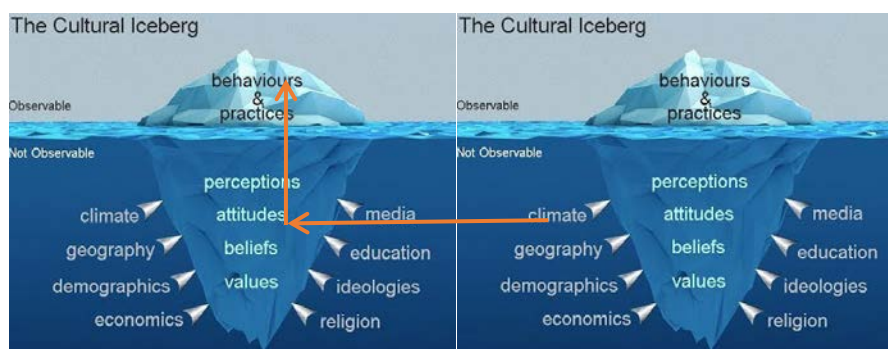 The Cultural Iceberg
behaviours
&
practices
Observable
Not Observable
perceptions
climate
attitudes
media
geography
beliefs
education
demographics
values
ideologies
economics
religion
The Cultural Iceberg
behaviours
&
practices
Observable
Not Observable
perceptions
climate
attitudes
media
geography
beliefs
education
demographics
values
ideologies
economics
religion